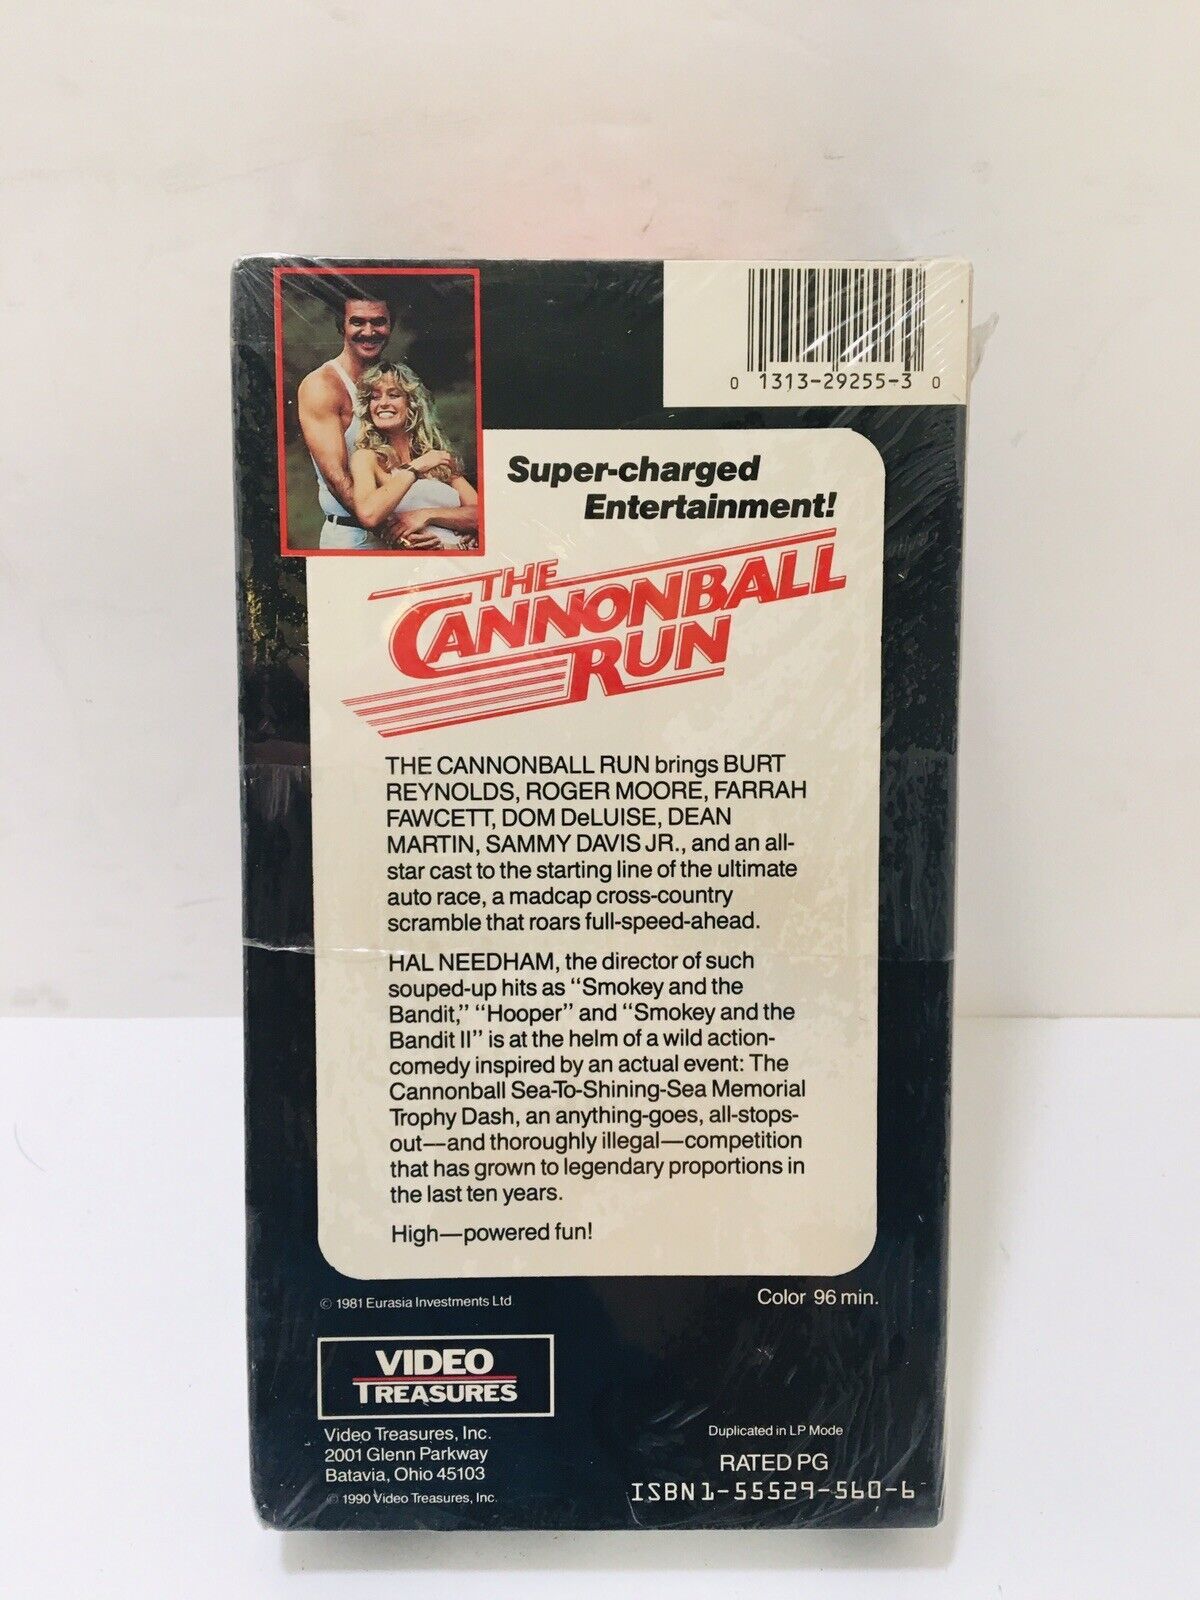 0 1313-29255-3 0
Super-charged
Entertainment!
THE
CANNONBALL
RUN
THE CANNONBALL RUN brings BURT
REYNOLDS, ROGER MOORE, FARRAH
FAWCETT, DOM DeLUISE, DEAN
MARTIN, SAMMY DAVIS JR., and an all-
star cast to the starting line of the ultimate
auto race, a madcap cross-country
scramble that roars full-speed-ahead.
HAL NEEDHAM, the director of such
souped-up hits as "Smokey and the
Bandit," "Hooper" and "Smokey and the
Bandit II" is at the helm of a wild action-
comedy inspired by an actual event: The
Cannonball Sea-To-Shining-Sea Memorial
Trophy Dash, an anything-goes, all-stops-
out—and thoroughly illegal—competition
that has grown to legendary proportions in
the last ten years.
High—powered fun!
© 1981 Eurasia Investments Ltd.
Color 96 min.
VIDEO
TREASURES
Video Treasures, Inc.
2001 Glenn Parkway
Batavia, Ohio 45103
© 1990 Video Treasures, Inc.
Duplicated in LP Mode
RATED PG
ISBN 1-55529-560-6